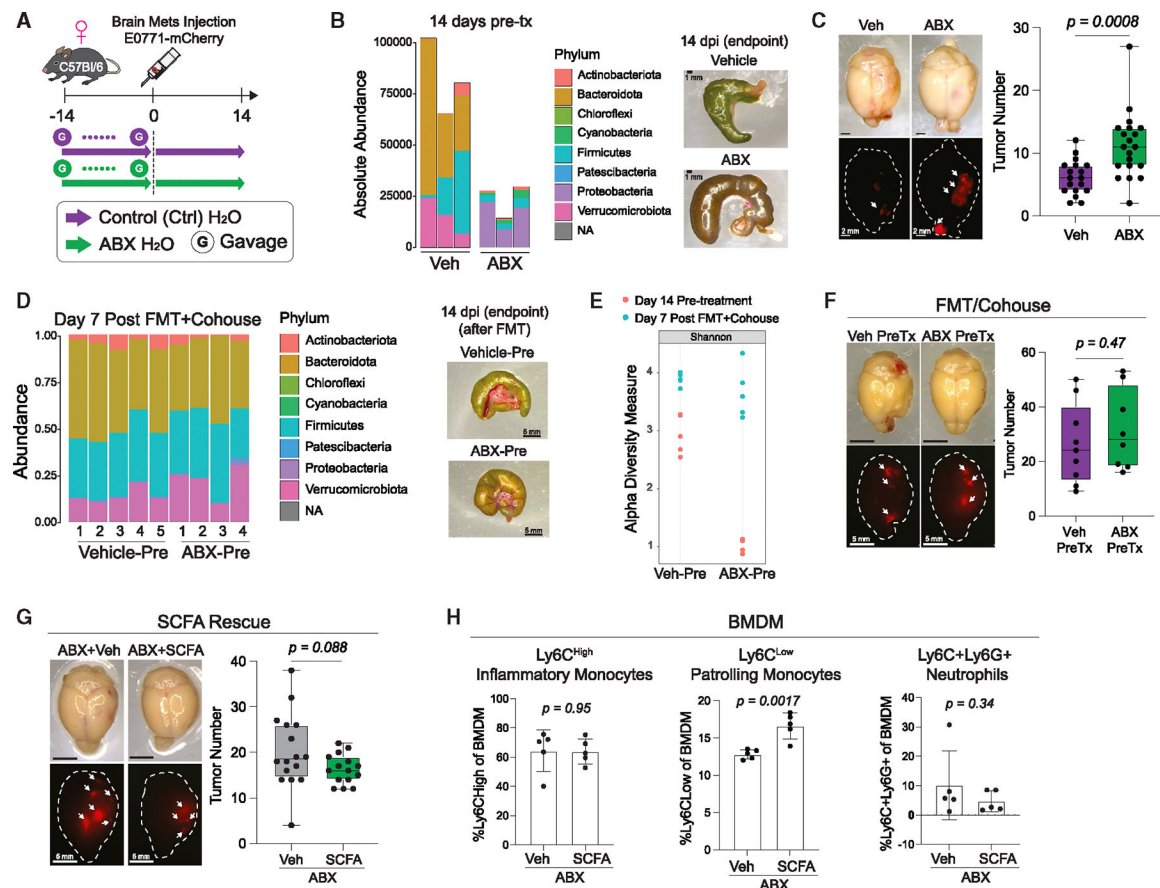 A
Brain Mets Injection
E0771-mCherry
C57Bl/6
-14
0
14
G
G
G
G
Control (Ctrl) H₂O
ABX H₂O
G
Gavage
B
14 days pre-tx
Absolute Abundance
100000
75000
50000
25000
0
Veh
ABX
Phylum
Actinobacteriota
Bacteroidota
Chloroflexi
Cyanobacteria
Firmicutes
Patescibacteria
Proteobacteria
Verrucomicrobiota
NA
14 dpi (endpoint)
Vehicle
1 mm
ABX
1 mm
C
Veh
ABX
2 mm
2 mm
p = 0.0008
Tumor Number
30
20
10
0
Veh
ABX
D
Day 7 Post FMT+Cohouse
Abundance
1.00
0.75
0.50
0.25
0.00
1 2 3 4 5 1 2 3 4
Vehicle-Pre
ABX-Pre
Phylum
Actinobacteriota
Bacteroidota
Chloroflexi
Cyanobacteria
Firmicutes
Patescibacteria
Proteobacteria
Verrucomicrobiota
NA
14 dpi (endpoint)
(after FMT)
Vehicle-Pre
5 mm
ABX-Pre
5 mm
E
Day 14 Pre-treatment
Day 7 Post FMT+Cohouse
Shannon
Alpha Diversity Measure
4
3
2
1
Veh-Pre
ABX-Pre
F
FMT/Cohouse
Veh PreTx
ABX PreTx
5 mm
5 mm
p = 0.47
Tumor Number
60
40
20
0
Veh
PreTx
ABX
PreTx
G
SCFA Rescue
ABX+Veh
ABX+SCFA
5 mm
5 mm
p = 0.088
Tumor Number
40
30
20
10
0
Veh
SCFA
ABX
H
BMDM
Ly6CHigh
Inflammatory Monocytes
p = 0.95
%Ly6CHigh of BMDM
100
80
60
40
20
0
Veh
SCFA
ABX
Ly6CLow
Patrolling Monocytes
p = 0.0017
%Ly6CLow of BMDM
20
15
10
5
0
Veh
SCFA
ABX
Ly6C+Ly6G+
Neutrophils
p = 0.34
%Ly6C+Ly6G+ of BMDM
40
30
20
10
0
-10
Veh
SCFA
ABX